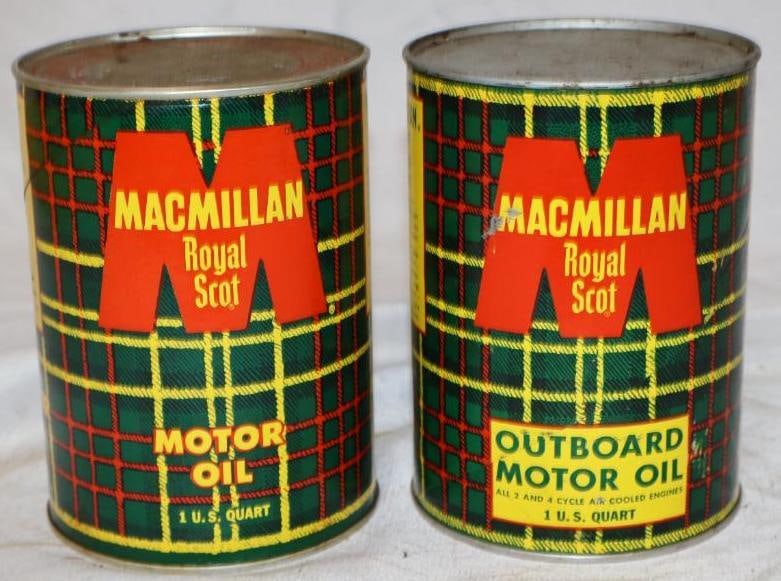 MACMILLAN
Royal
Scot
MOTOR
OIL
1 U.S. QUART
MACMILLAN
Royal
Scot
OUTBOARD
MOTOR OIL
ALL 2 AND 4 CYCLE AIR COOLED ENGINES
1 U.S. QUART